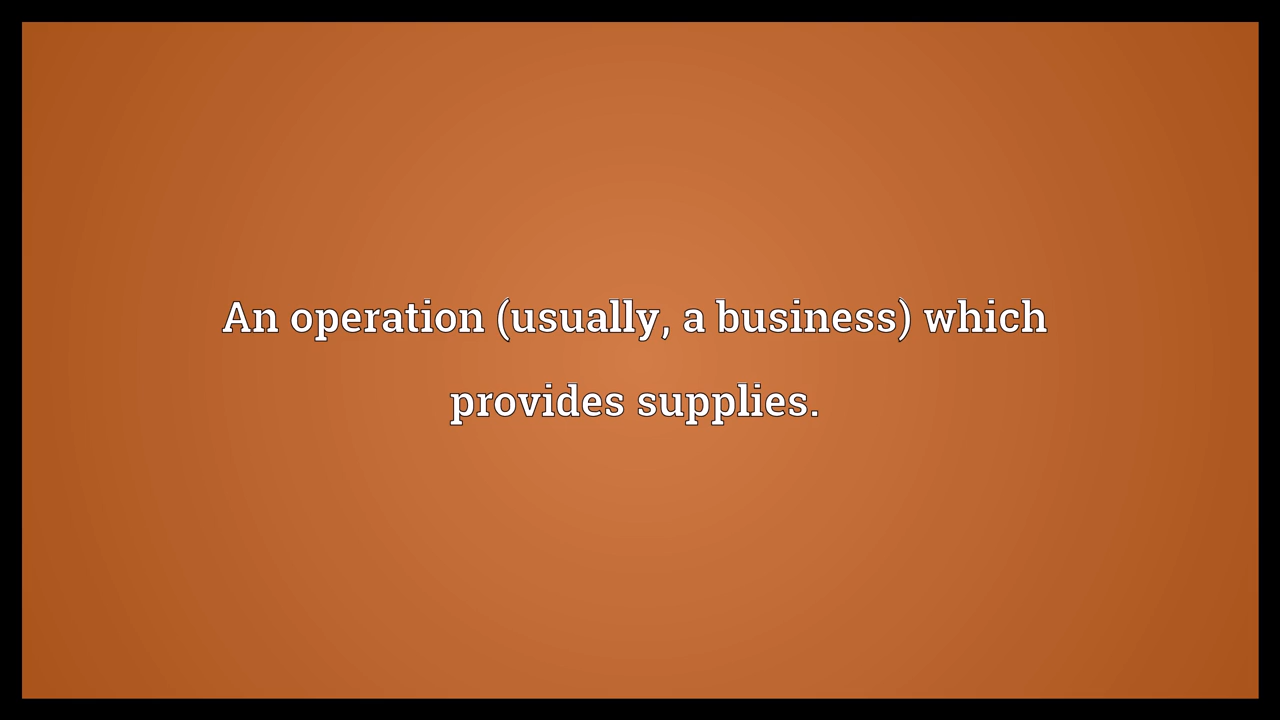 An operation (usually, a business) which
provides supplies.